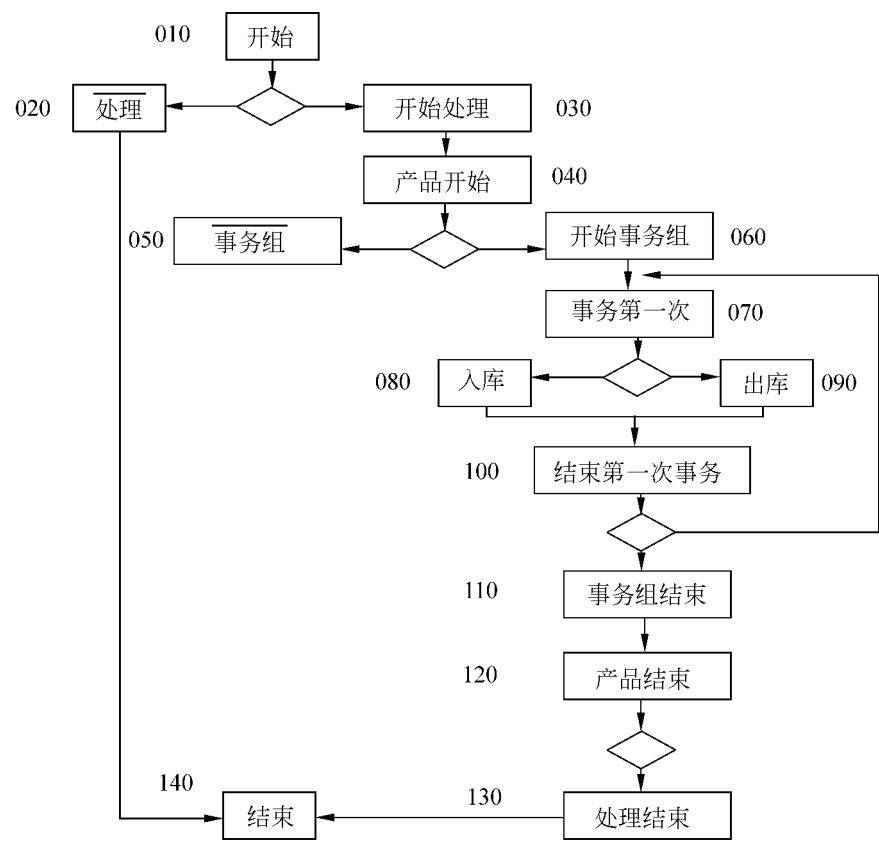 010 开始
020 处理 开始处理 030
产品开始 040
050 事务组 开始事务组 060
事务第一次 070
080 入库 出库 090
100 结束第一次事务
110 事务组结束
120 产品结束
140 结束 130 处理结束